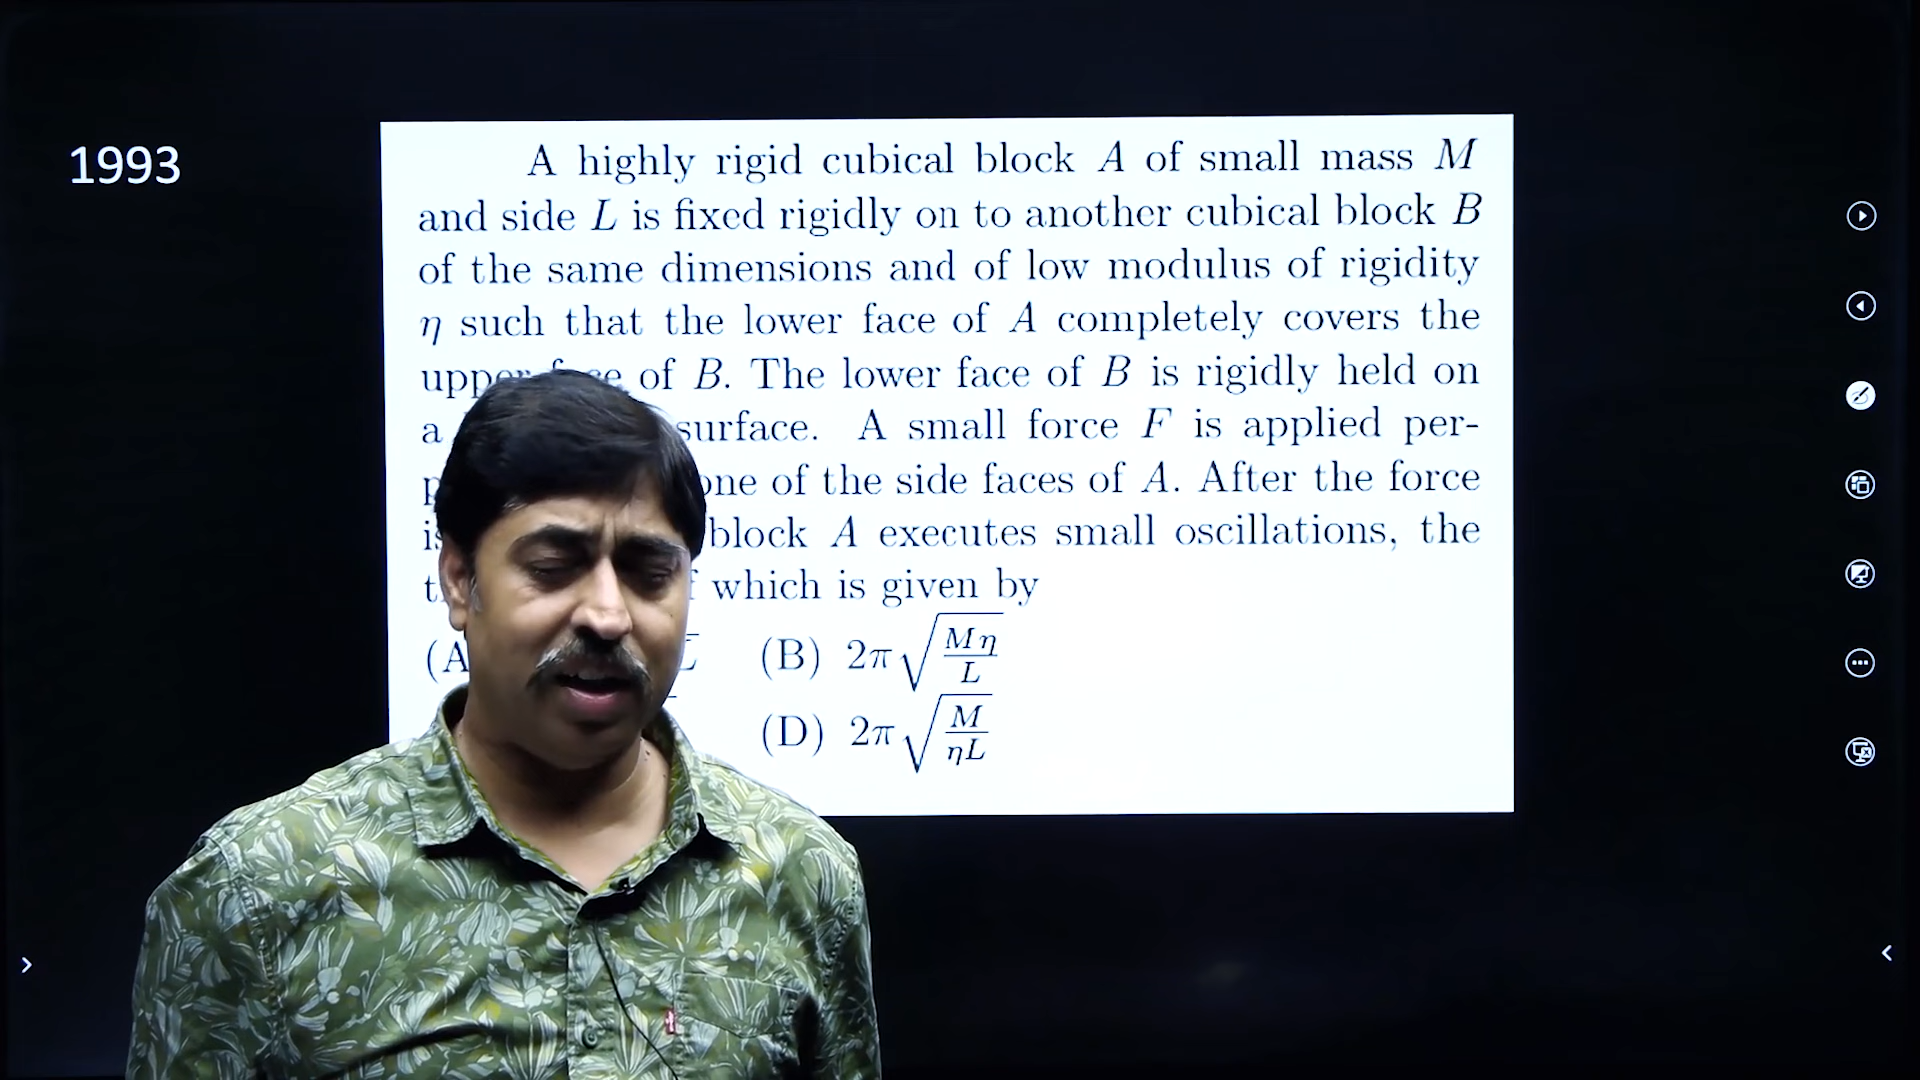 1993
A highly rigid cubical block A of small mass M
and side L is fixed rigidly on to another cubical block B
of the same dimensions and of low modulus of rigidity
η such that the lower face of A completely covers the
of B. The lower face of B is rigidly held on
a surface. A small force F is applied per-
one of the side faces of A. After the force
block A executes small oscillations, the
which is given by
(A (B) 2π√(Mη/L)
(D) 2π√(M/ηL)